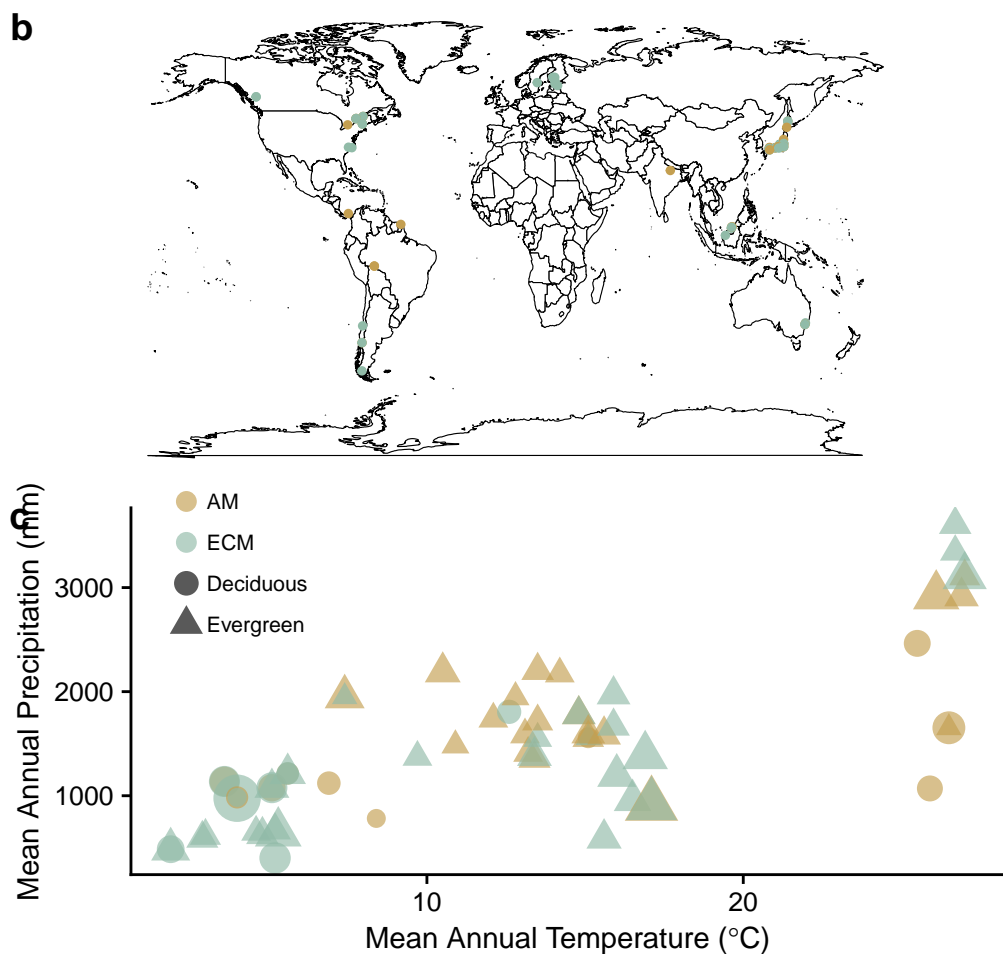 b
c
AM
ECM
Deciduous
Evergreen
Mean Annual Precipitation (mm)
3000
2000
1000
10
20
Mean Annual Temperature (°C)